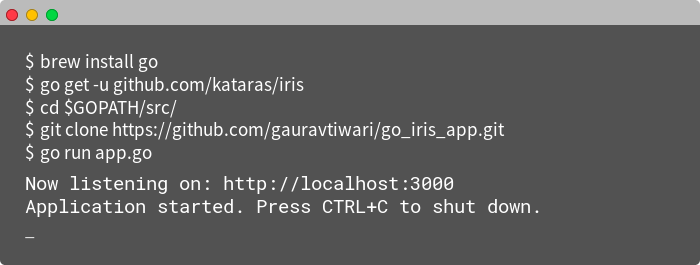 $ brew install go
$ go get -u github.com/kataras/iris
$ cd $GOPATH/src/
$ git clone https://github.com/gauravtiwari/go_iris_app.git
$ go run app.go
Now listening on: http://localhost:3000
Application started. Press CTRL+C to shut down.
_